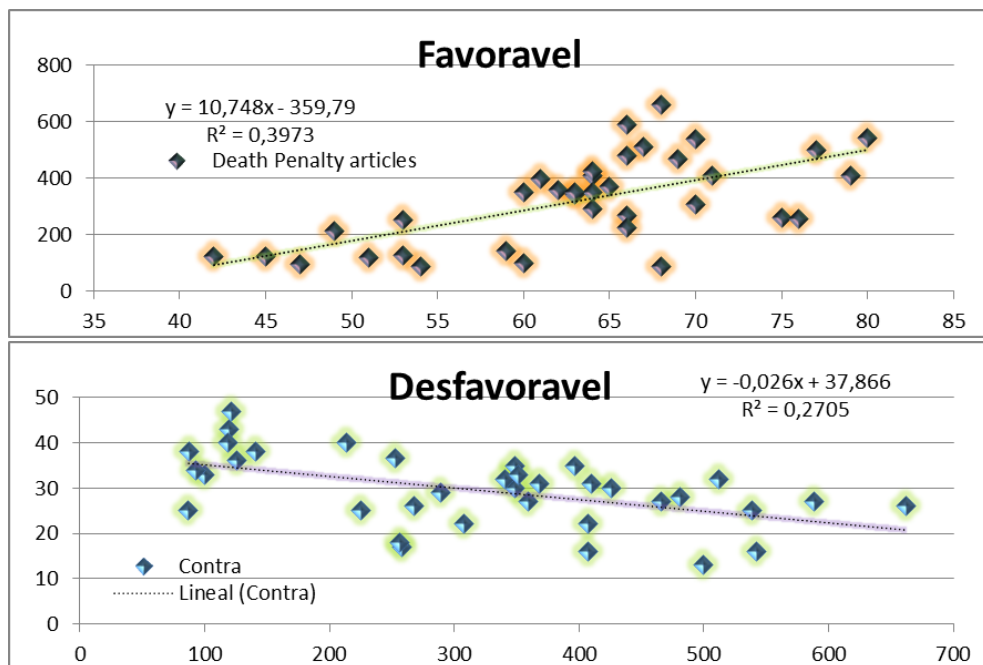 Favoravel
800
y = 10,748x - 359,79
600
R² = 0,3973
Death Penalty articles
400
200
0
35 40 45 50 55 60 65 70 75 80 85
Desfavoravel
y = -0,026x + 37,866
50
R² = 0,2705
40
30
20
Contra
10
Lineal (Contra)
0
0 100 200 300 400 500 600 700